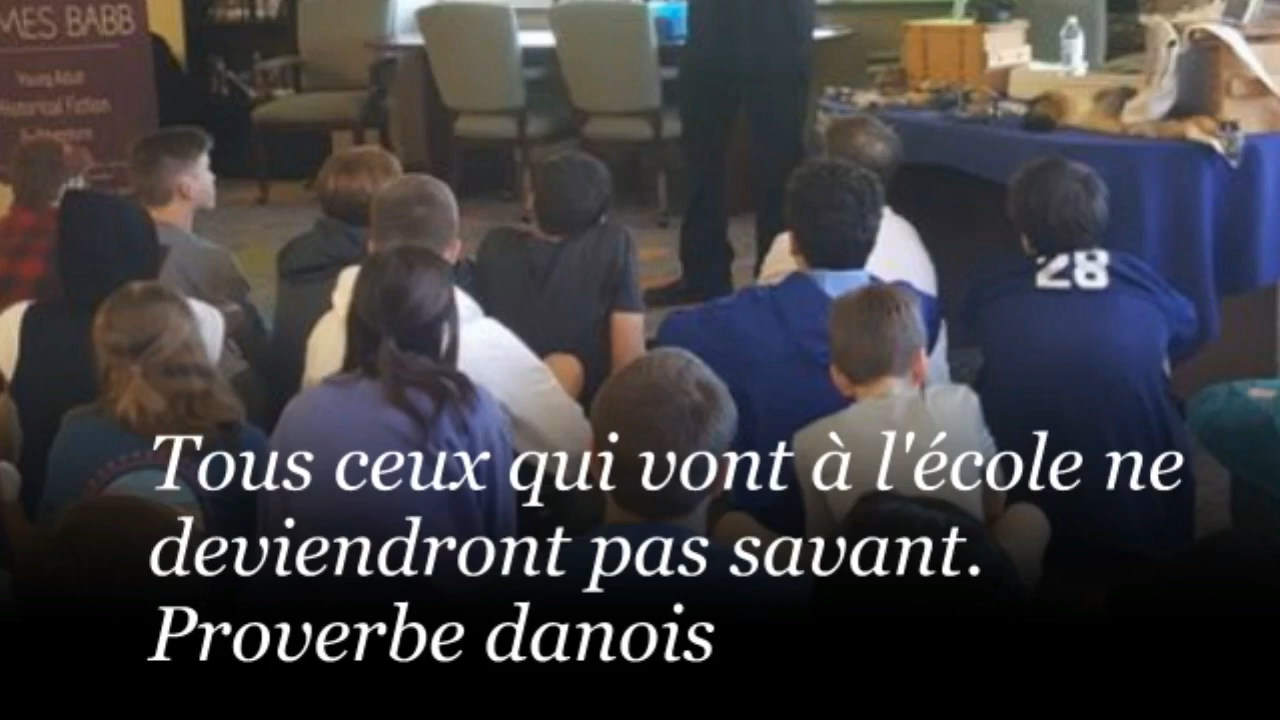 MES BABB
Young Adult
Historical Fiction
28
Tous ceux qui vont à l'école ne
deviendront pas savant.
Proverbe danois